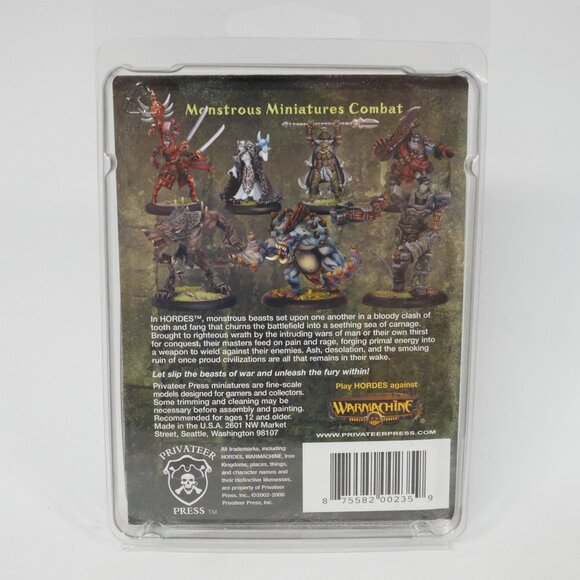 Monstrous Miniatures Combat
In HORDES™, monstrous beasts set upon one another in a bloody clash of
tooth and fang that churns the battlefield into a seething sea of carnage.
Brought to righteous wrath by the intruding wars of man or their own thirst
for conquest, their masters feed on pain and rage, forging primal energy into
a weapon to wield against their enemies. Ash, desolation, and the smoking
ruin of once proud civilizations are all that remains in their wake.
Let slip the beasts of war and unleash the fury within!
Privateer Press miniatures are fine-scale
models designed for gamers and collectors.
Some trimming and cleaning may be
necessary before assembly and painting.
Recommended for ages 12 and older.
Made in the U.S.A. 2601 NW Market
Street, Seattle, Washington 98107
Play HORDES against
WARMACHINE
WWW.PRIVATEERPRESS.COM
PRIVATEER
PRESS TM
All trademarks, including
HORDES, WARMACHINE, Iron
Kingdoms, places, things,
and character names and
their distinctive likenesses,
are property of Privateer
Press, Inc., ©2002-2006
Privateer Press, Inc.
8 75582 00235 9